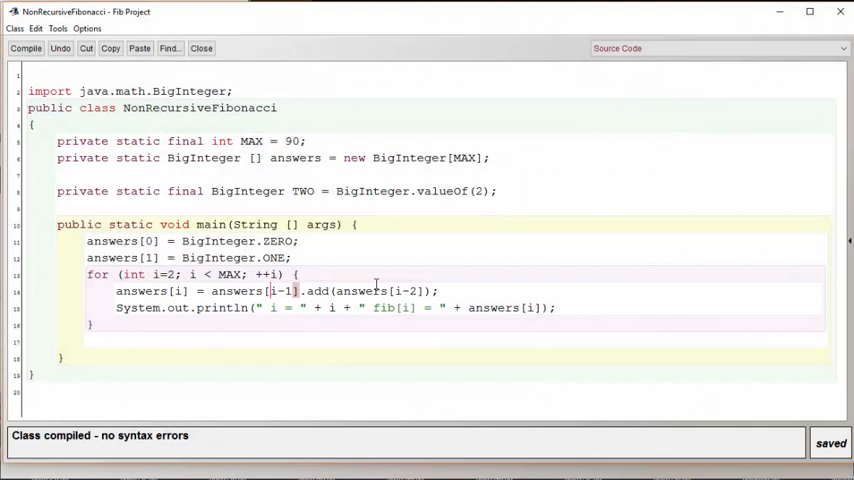 NonRecursiveFibonacci - Fib Project
Class Edit Tools Options
Compile Undo Cut Copy Paste Find... Close Source Code
1
2 import java.math.BigInteger;
3 public class NonRecursiveFibonacci
4 {
5 private static final int MAX = 90;
6 private static BigInteger [] answers = new BigInteger[MAX];
7
8 private static final BigInteger TWO = BigInteger.valueOf(2);
9
10 public static void main(String [] args) {
11 answers[0] = BigInteger.ZERO;
12 answers[1] = BigInteger.ONE;
13 for (int i=2; i < MAX; ++i) {
14 answers[i] = answers[i-1].add(answers[i-2]);
15 System.out.println(" i = " + i + " fib[i] = " + answers[i]);
16 }
17
18 }
19 }
20
Class compiled - no syntax errors
saved